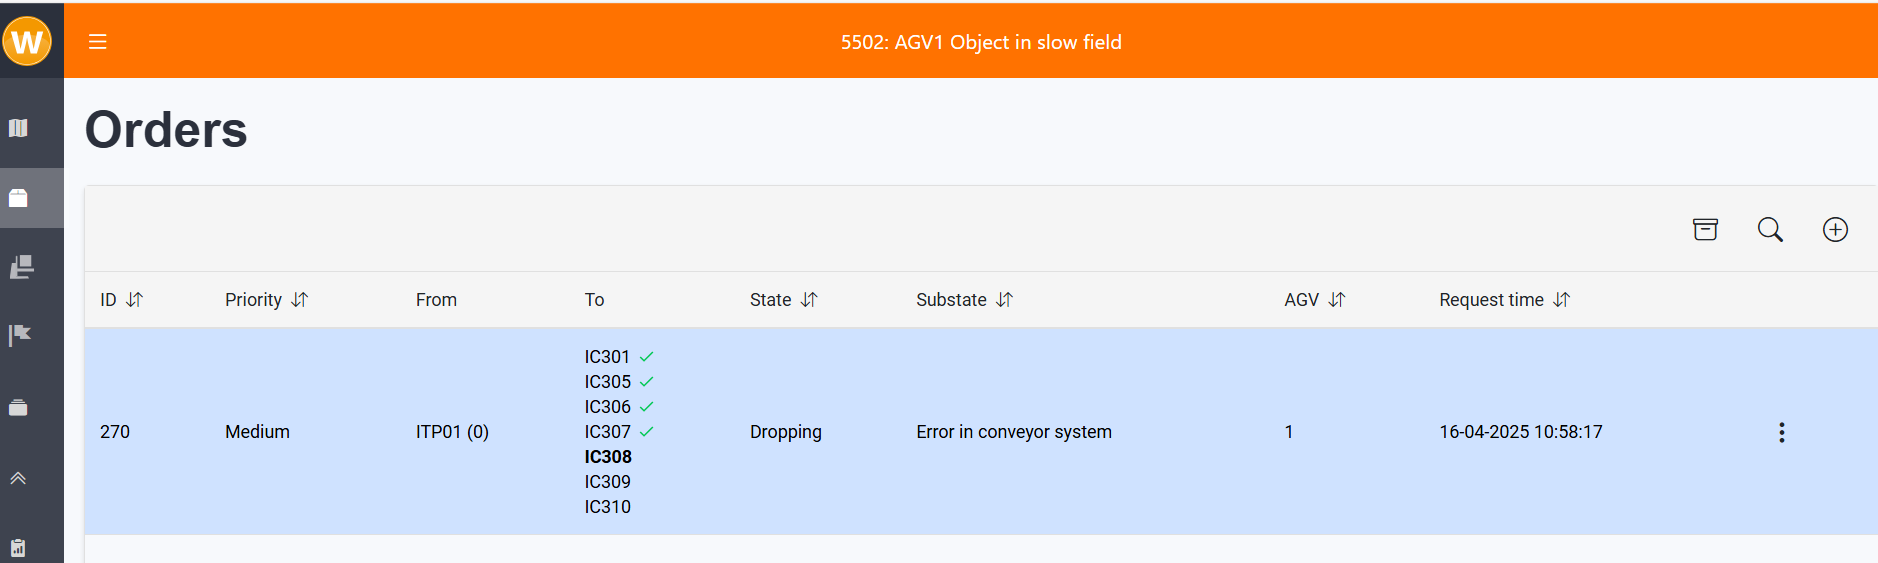 W
5502: AGV1 Object in slow field
Orders
ID Priority From To State Substate AGV Request time
270 Medium ITP01 (0) IC301 Dropping Error in conveyor system 1 16-04-2025 10:58:17
IC305
IC306
IC307
IC308
IC309
IC310